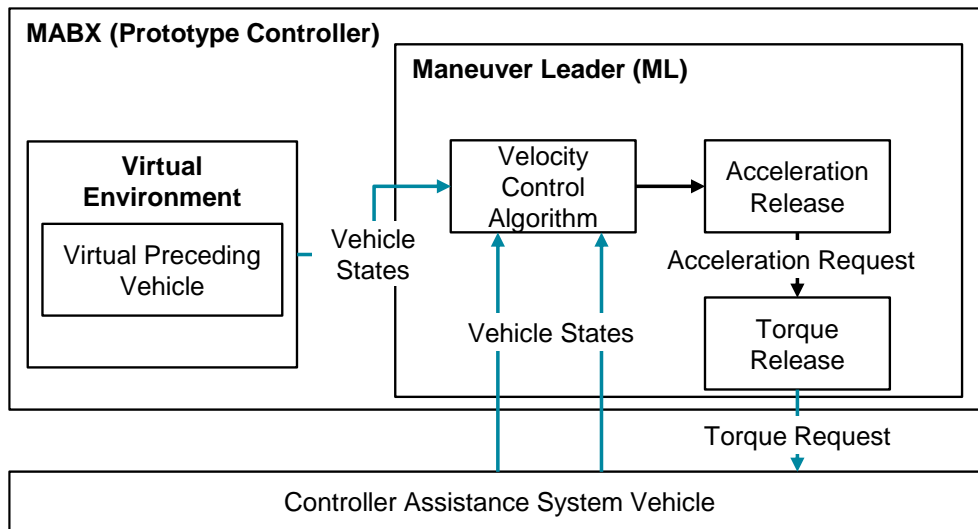 MABX (Prototype Controller)
Maneuver Leader (ML)
Virtual
Environment
Virtual Preceding
Vehicle
Vehicle
States
Velocity
Control
Algorithm
Acceleration
Release
Acceleration Request
Vehicle States
Torque
Release
Torque Request
Controller Assistance System Vehicle